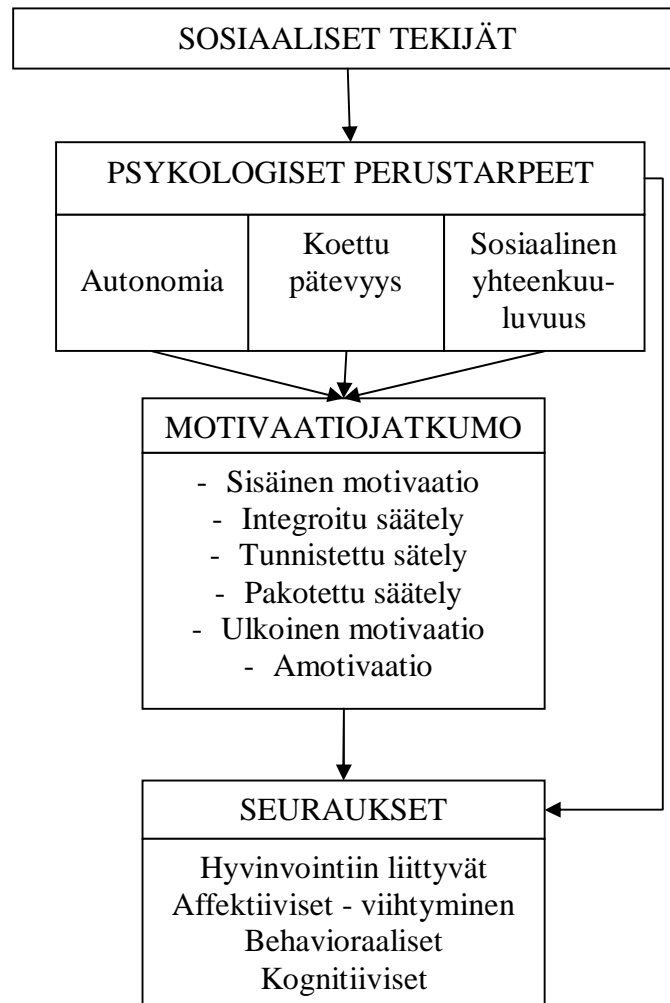 SOSIAALISET TEKIJÄT
PSYKOLOGISET PERUSTARPEET
Autonomia
Koettu
pätevyys
Sosiaalinen
yhteenkuu-
luvuus
MOTIVAATIOJATKUMO
- Sisäinen motivaatio
- Integroitu säätely
- Tunnistettu sätely
- Pakotettu säätely
- Ulkoinen motivaatio
- Amotivaatio
SEURAUKSET
Hyvinvointiin liittyvät
Affektiiviset - viihtyminen
Behavioraaliset
Kognitiiviset